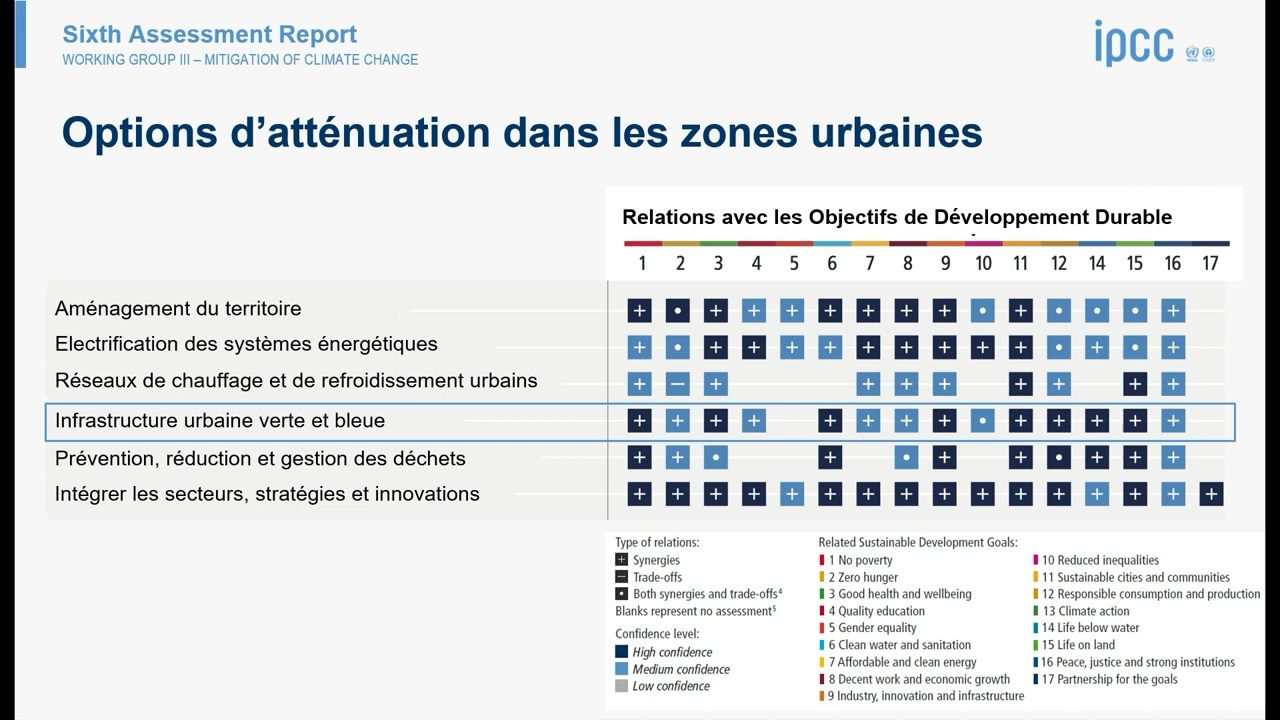 Sixth Assessment Report
WORKING GROUP III – MITIGATION OF CLIMATE CHANGE
ipcc
Options d’atténuation dans les zones urbaines
Relations avec les Objectifs de Développement Durable
1 2 3 4 5 6 7 8 9 10 11 12 14 15 16 17
Aménagement du territoire
Electrification des systèmes énergétiques
Réseaux de chauffage et de refroidissement urbains
Infrastructure urbaine verte et bleue
Prévention, réduction et gestion des déchets
Intégrer les secteurs, stratégies et innovations
Type of relations:
+ Synergies
— Trade-offs
• Both synergies and trade-offs⁴
Blanks represent no assessment⁵
Confidence level:
High confidence
Medium confidence
Low confidence
Related Sustainable Development Goals:
1 No poverty
2 Zero hunger
3 Good health and wellbeing
4 Quality education
5 Gender equality
6 Clean water and sanitation
7 Affordable and clean energy
8 Decent work and economic growth
9 Industry, innovation and infrastructure
10 Reduced inequalities
11 Sustainable cities and communities
12 Responsible consumption and production
13 Climate action
14 Life below water
15 Life on land
16 Peace, justice and strong institutions
17 Partnership for the goals